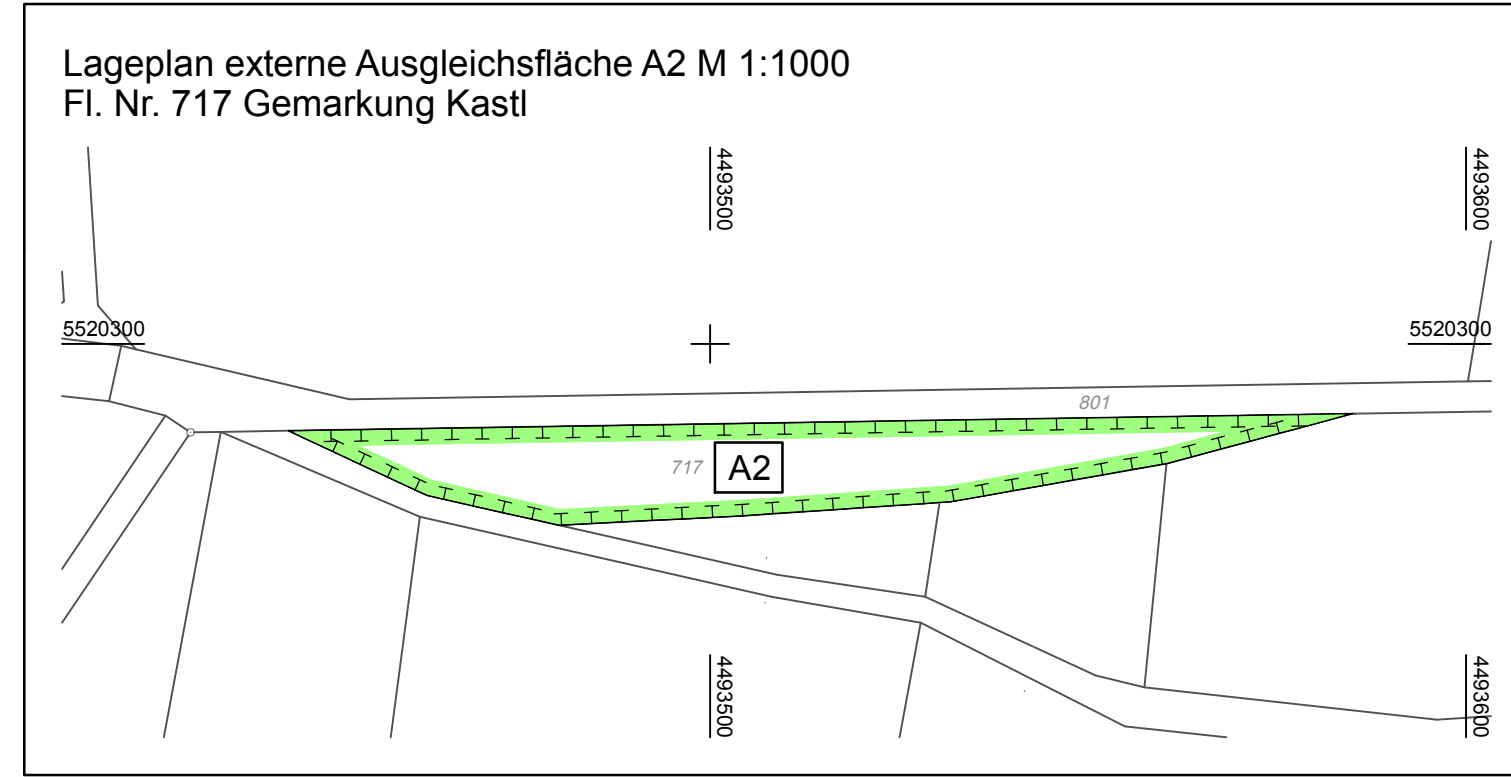 Lageplan externe Ausgleichsfläche A2 M 1:1000
Fl. Nr. 717 Gemarkung Kastl
4493500
4493600
5520300
5520300
801
717
A2
4493500
4493600